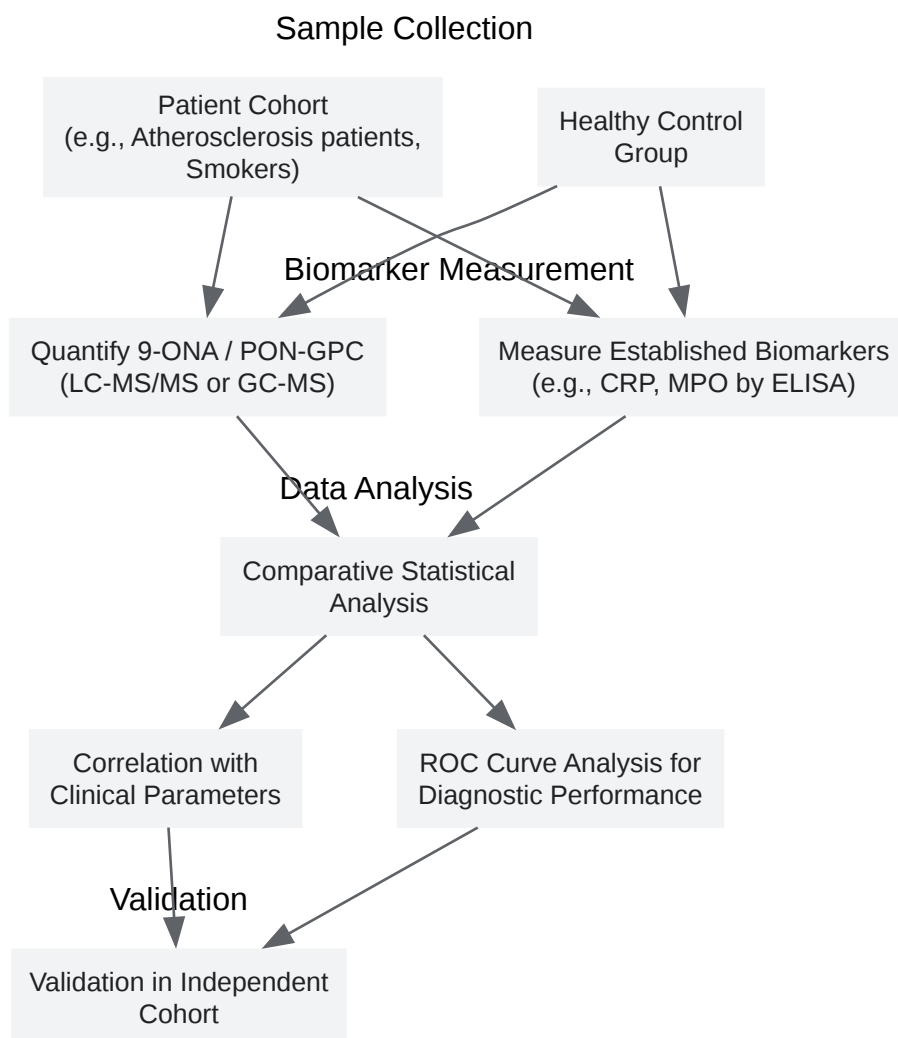 Sample Collection
Patient Cohort
(e.g., Atherosclerosis patients,
Smokers)
Healthy Control
Group
Biomarker Measurement
Quantify 9-ONA / PON-GPC
(LC-MS/MS or GC-MS)
Measure Established Biomarkers
(e.g., CRP, MPO by ELISA)
Data Analysis
Comparative Statistical
Analysis
Correlation with
Clinical Parameters
ROC Curve Analysis for
Diagnostic Performance
Validation
Validation in Independent
Cohort